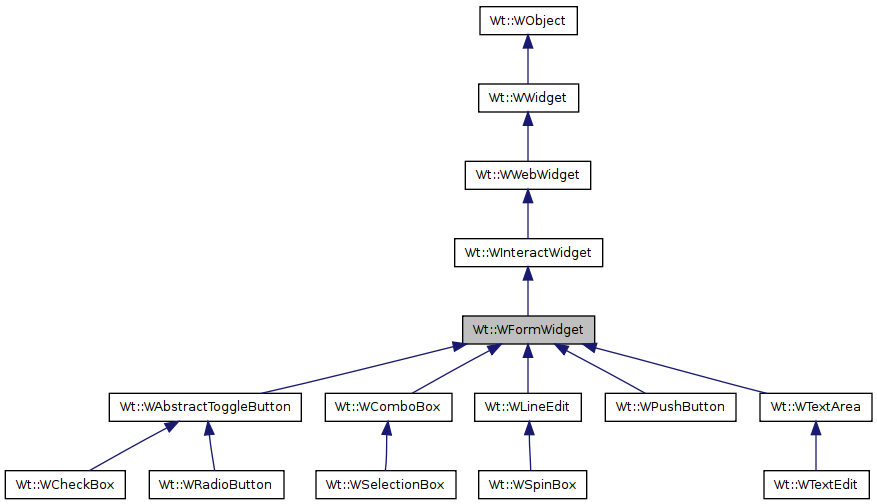 Wt::WObject
Wt::WWidget
Wt::WWebWidget
Wt::WInteractWidget
Wt::WFormWidget
Wt::WAbstractToggleButton
Wt::WComboBox
Wt::WLineEdit
Wt::WPushButton
Wt::WTextArea
Wt::WCheckBox
Wt::WRadioButton
Wt::WSelectionBox
Wt::WSpinBox
Wt::WTextEdit